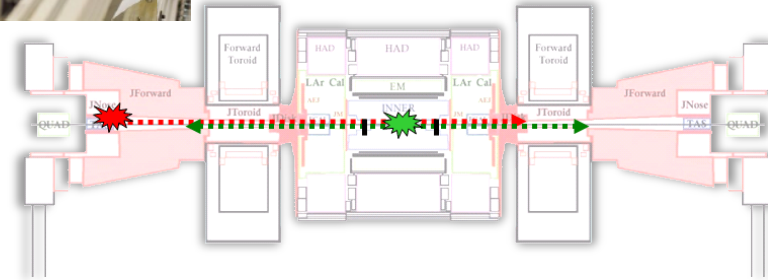 Forward
Toroid
HAD
HAD
HAD
Forward
Toroid
LAr Cal
EM
LAr Cal
JForward
JForward
ALF
INNER
JNose
JToroid
JToroid
JNose
QUAD
TAS
QUAD